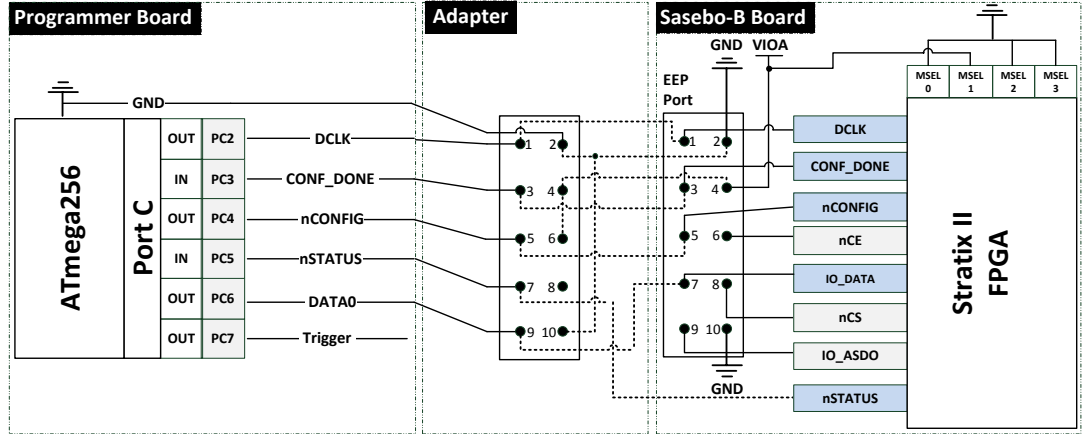 Programmer Board
Adapter
Sasebo-B Board
GND VIOA
MSEL 0
MSEL 1
MSEL 2
MSEL 3
EEP
Port
GND
ATmega256
Port C
OUT PC2 DCLK
IN PC3 CONF_DONE
OUT PC4 nCONFIG
IN PC5 nSTATUS
OUT PC6 DATA0
OUT PC7 Trigger
1 2
3 4
5 6
7 8
9 10
1 2
3 4
5 6
7 8
9 10
GND
DCLK
CONF_DONE
nCONFIG
nCE
IO_DATA
nCS
IO_ASDO
nSTATUS
Stratix II
FPGA